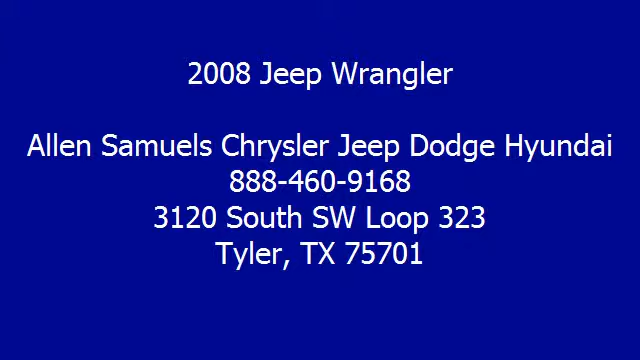 2008 Jeep Wrangler
Allen Samuels Chrysler Jeep Dodge Hyundai
888-460-9168
3120 South SW Loop 323
Tyler, TX 75701